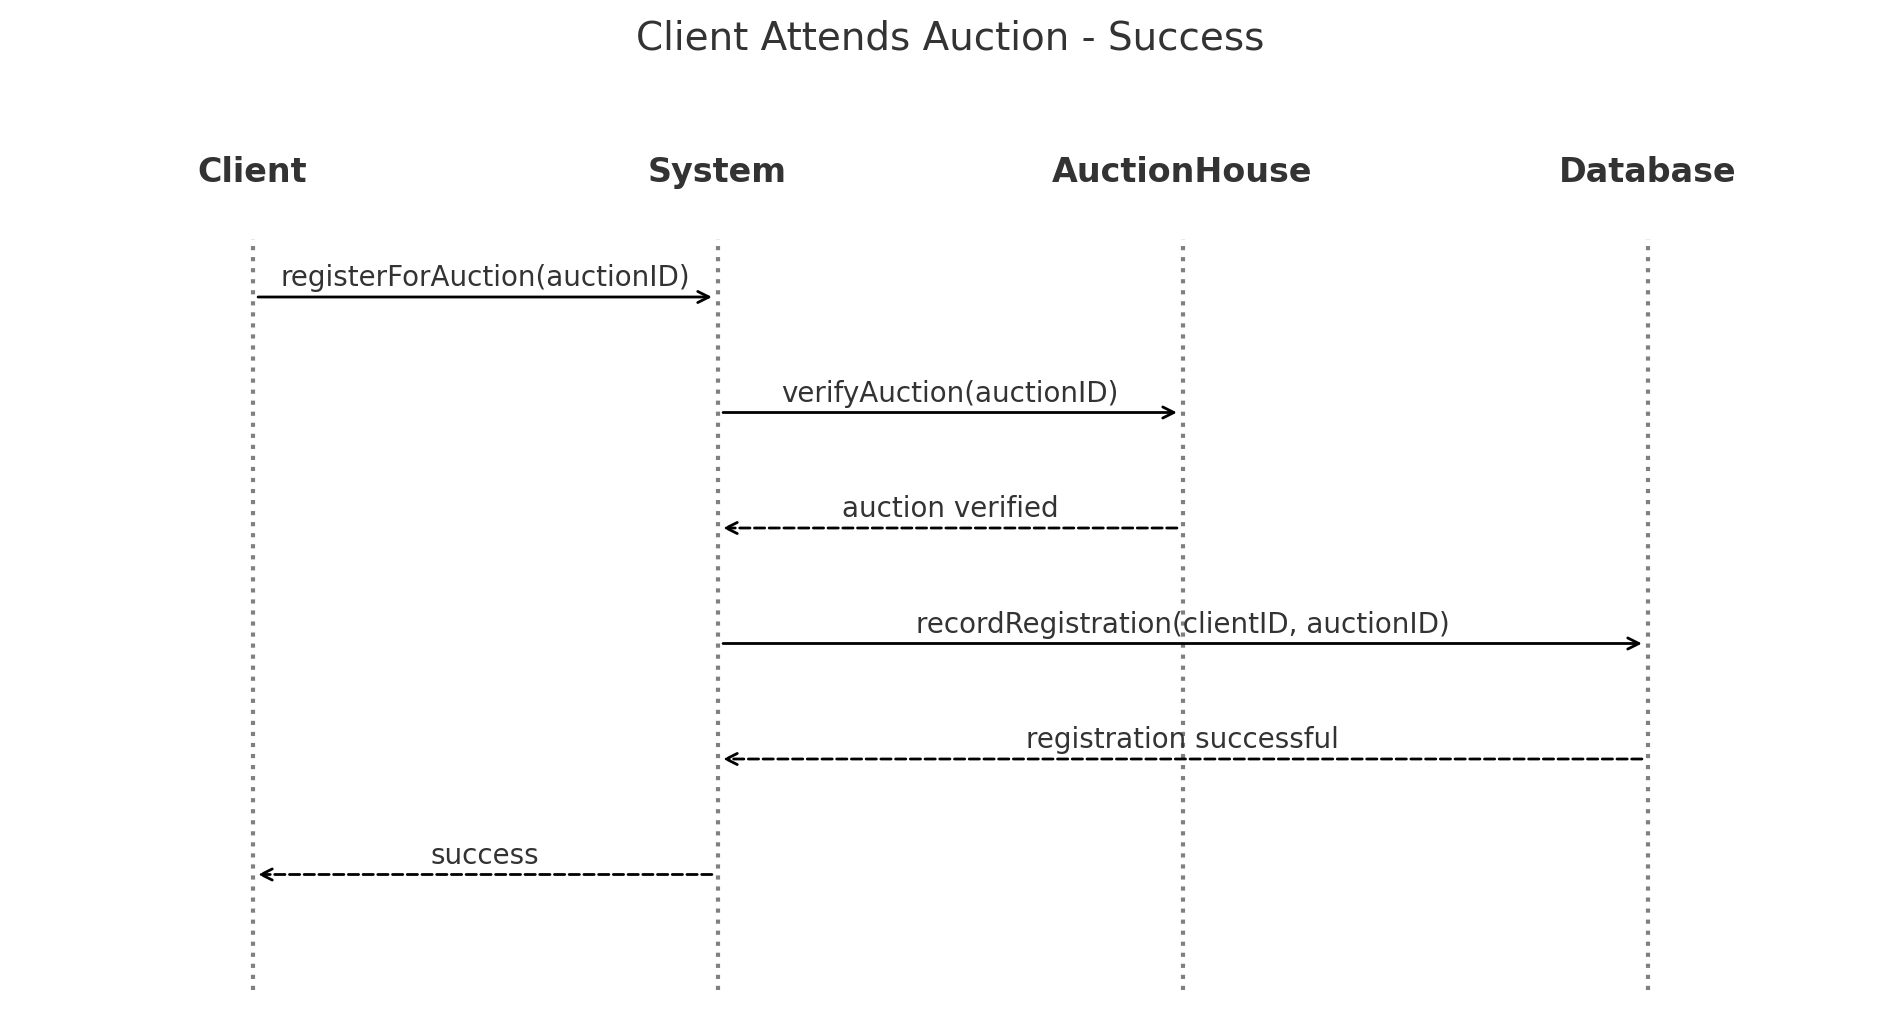 Client Attends Auction - Success
Client
System
AuctionHouse
Database
registerForAuction(auctionID)
verifyAuction(auctionID)
auction verified
recordRegistration(clientID, auctionID)
registration successful
success